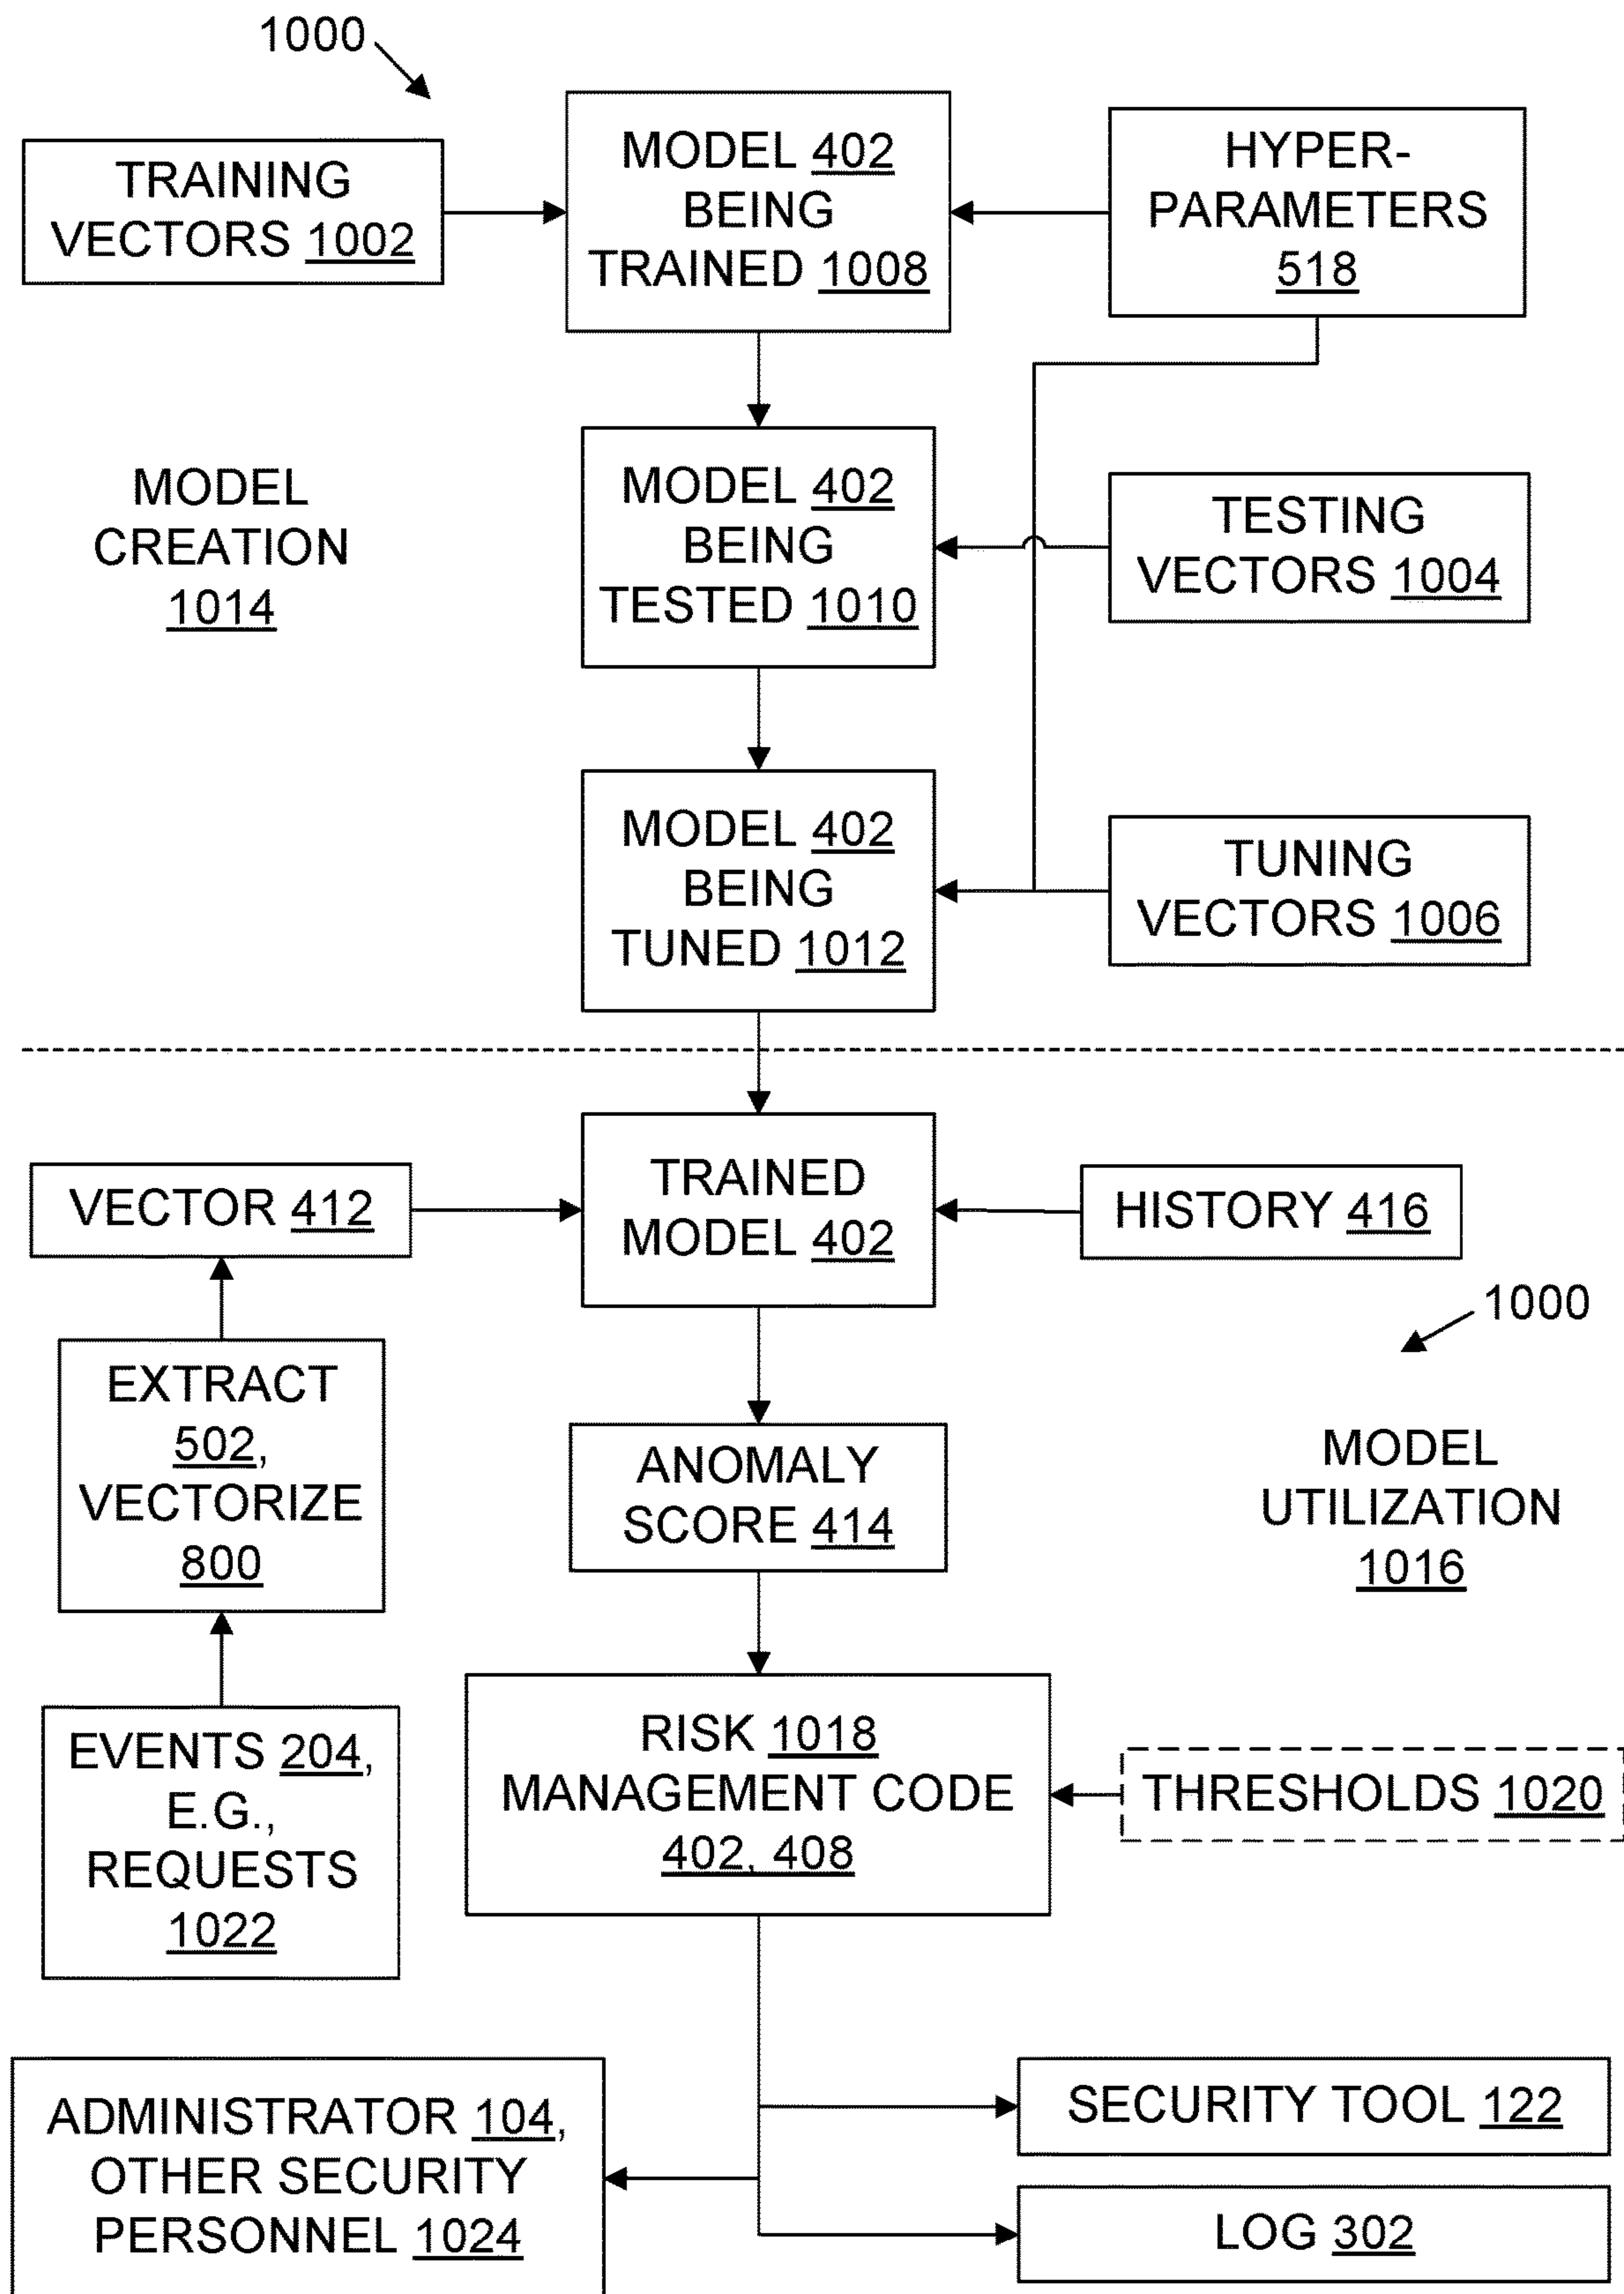 1000
TRAINING
VECTORS 1002
MODEL 402
BEING
TRAINED 1008
HYPER-
PARAMETERS
518
MODEL
CREATION
1014
MODEL 402
BEING
TESTED 1010
TESTING
VECTORS 1004
MODEL 402
BEING
TUNED 1012
TUNING
VECTORS 1006
VECTOR 412
TRAINED
MODEL 402
HISTORY 416
1000
EXTRACT
502,
VECTORIZE
800
ANOMALY
SCORE 414
MODEL
UTILIZATION
1016
EVENTS 204,
E.G.,
REQUESTS
1022
RISK 1018
MANAGEMENT CODE
402, 408
THRESHOLDS 1020
ADMINISTRATOR 104,
OTHER SECURITY
PERSONNEL 1024
SECURITY TOOL 122
LOG 302